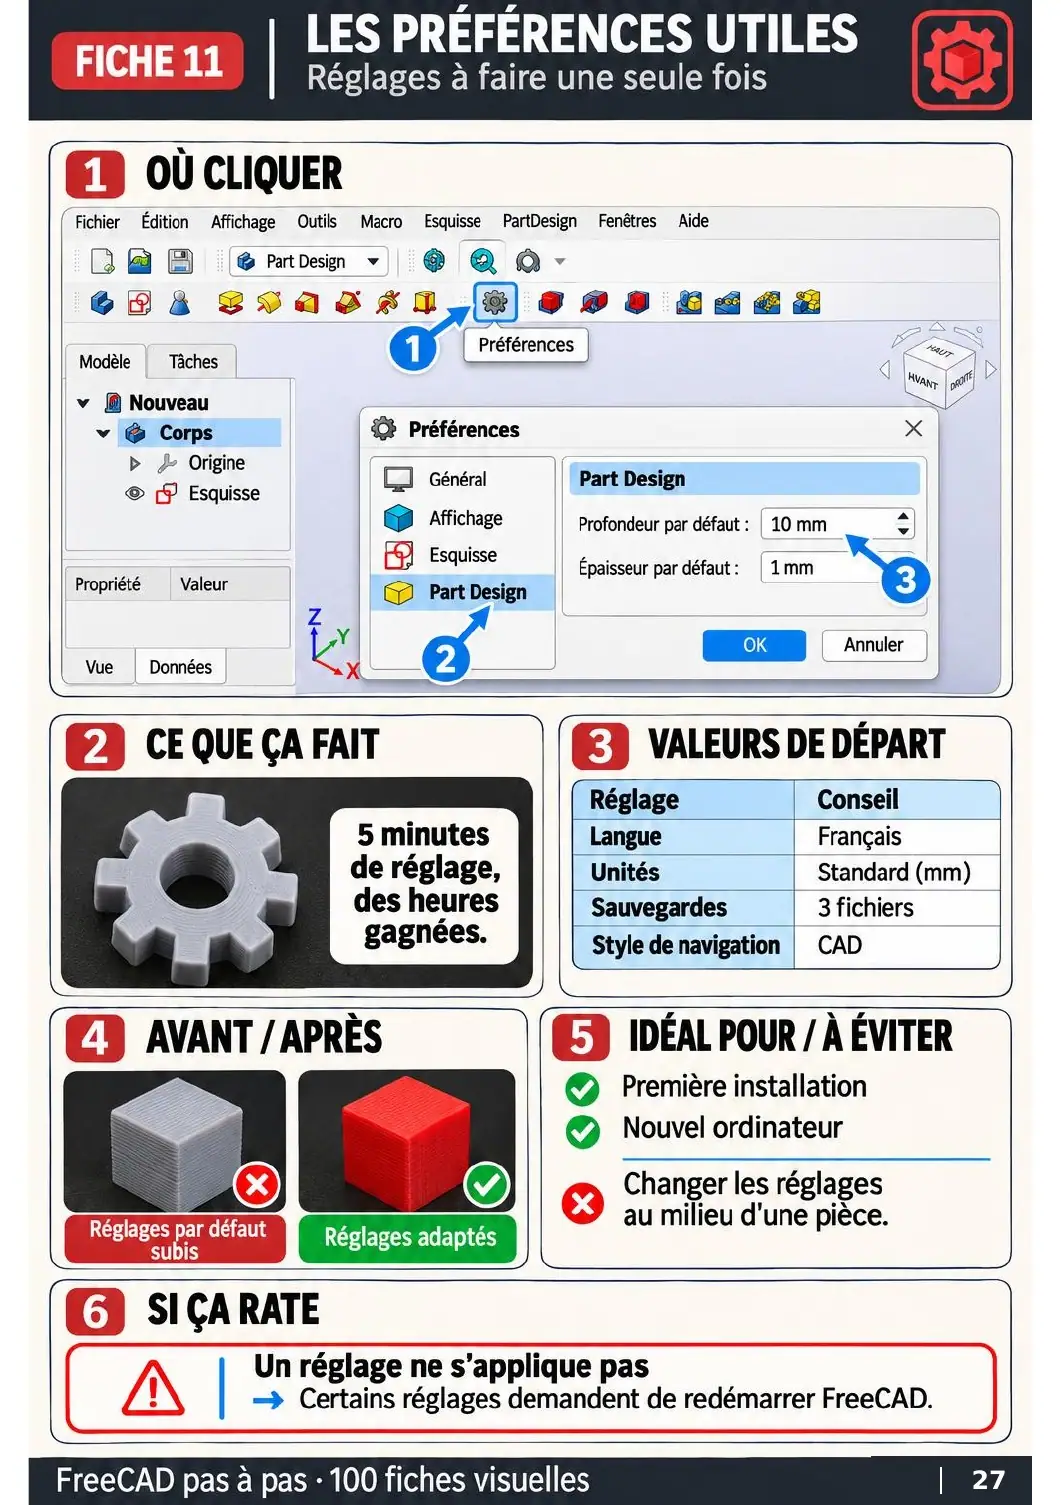 FICHE 11
LES PRÉFÉRENCES UTILES
Réglages à faire une seule fois
1 OÙ CLIQUER
Fichier Édition Affichage Outils Macro Esquisse PartDesign Fenêtres Aide
Part Design
1
Préférences
Modèle Tâches
Nouveau
Corps
Origine
Esquisse
Propriété Valeur
Vue Données
Z
Y
X
HAUT
HVANT
DROITE
Préférences
Général
Affichage
Esquisse
Part Design
2
Part Design
Profondeur par défaut : 10 mm
Épaisseur par défaut : 1 mm
3
OK Annuler
2 CE QUE ÇA FAIT
5 minutes
de réglage,
des heures
gagnées.
3 VALEURS DE DÉPART
Réglage Conseil
Langue Français
Unités Standard (mm)
Sauvegardes 3 fichiers
Style de navigation CAD
4 AVANT / APRÈS
Réglages par défaut
subis
Réglages adaptés
5 IDÉAL POUR / À ÉVITER
Première installation
Nouvel ordinateur
Changer les réglages
au milieu d'une pièce.
6 SI ÇA RATE
Un réglage ne s'applique pas
→ Certains réglages demandent de redémarrer FreeCAD.
FreeCAD pas à pas · 100 fiches visuelles | 27